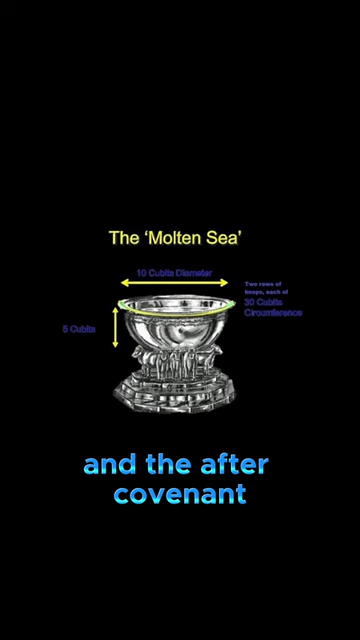 The 'Molten Sea'
10 Cubits Diameter
Two rows of
knops, each of
30 Cubits
Circumference
5 Cubits
and the after
covenant